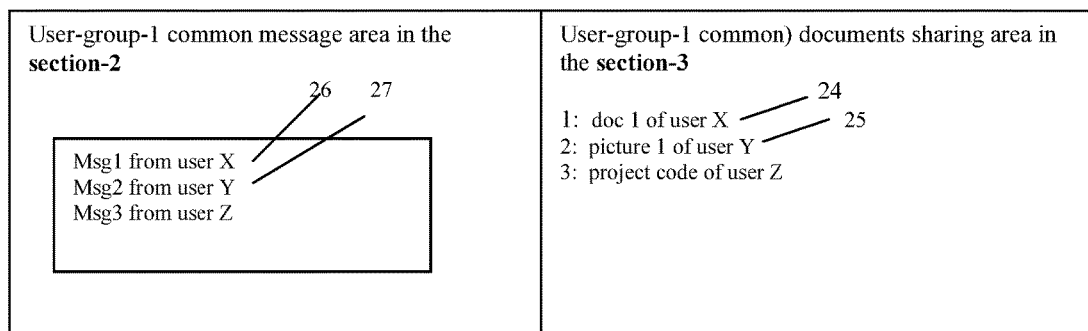 User-group-1 common message area in the
section-2
26 27
Msg1 from user X
Msg2 from user Y
Msg3 from user Z
User-group-1 common) documents sharing area in
the section-3
24
1: doc 1 of user X
25
2: picture 1 of user Y
3: project code of user Z